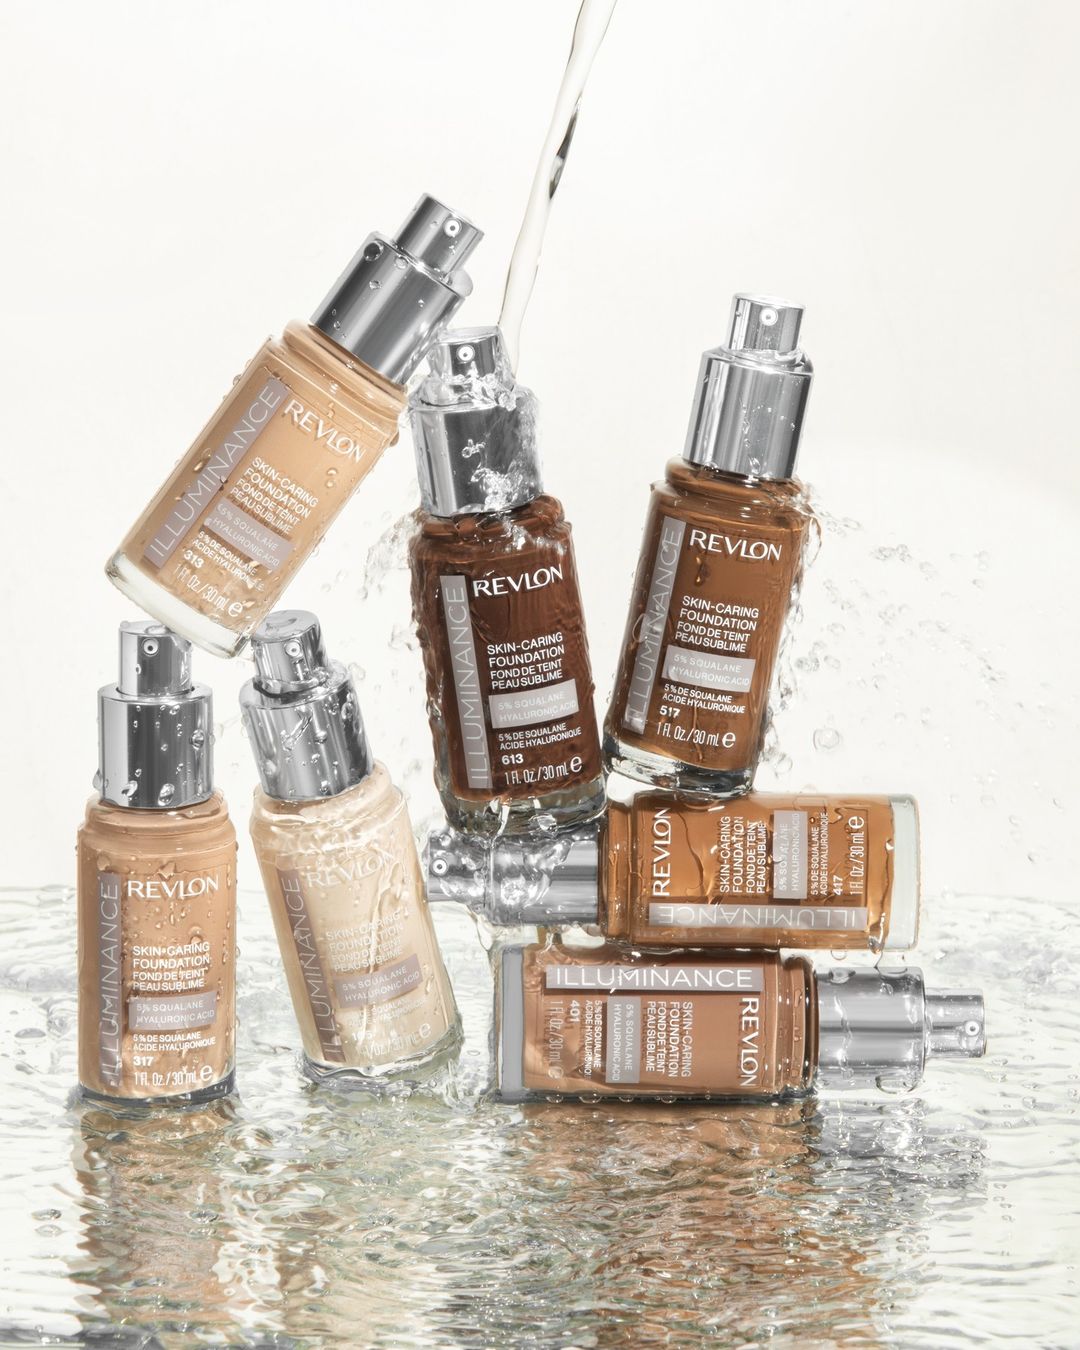 ILLUMINANCE
REVLON
SKIN-CARING
FOUNDATION
FOND DE TEINT
PEAU SUBLIME
5% SQUALANE
HYALURONIC ACID
5% DE SQUALANE
ACIDE HYALURONIQUE
313
1 Fl. Oz./30 mL e
ILLUMINANCE
REVLON
SKIN-CARING
FOUNDATION
FOND DE TEINT
PEAU SUBLIME
5% SQUALANE
HYALURONIC ACID
5% DE SQUALANE
ACIDE HYALURONIQUE
613
1 Fl. Oz./30 mL e
ILLUMINANCE
REVLON
SKIN-CARING
FOUNDATION
FOND DE TEINT
PEAU SUBLIME
5% SQUALANE
HYALURONIC ACID
5% DE SQUALANE
ACIDE HYALURONIQUE
517
1 Fl. Oz./30 mL e
ILLUMINANCE
REVLON
SKIN-CARING
FOUNDATION
FOND DE TEINT
PEAU SUBLIME
5% SQUALANE
HYALURONIC ACID
5% DE SQUALANE
ACIDE HYALURONIQUE
317
1 Fl. Oz./30 mL e
ILLUMINANCE
REVLON
SKIN-CARING
FOUNDATION
FOND DE TEINT
PEAU SUBLIME
5% SQUALANE
HYALURONIC ACID
ILLUMINANCE
REVLON
SKIN-CARING
FOUNDATION
FOND DE TEINT
PEAU SUBLIME
5% SQUALANE
HYALURONIC ACID
5% DE SQUALANE
ACIDE HYALURONIQUE
417
1 Fl. Oz./30 mL e
ILLUMINANCE
REVLON
SKIN-CARING
FOUNDATION
FOND DE TEINT
PEAU SUBLIME
5% SQUALANE
HYALURONIC ACID
5% DE SQUALANE
ACIDE HYALURONIQUE
401
1 Fl. Oz./30 mL